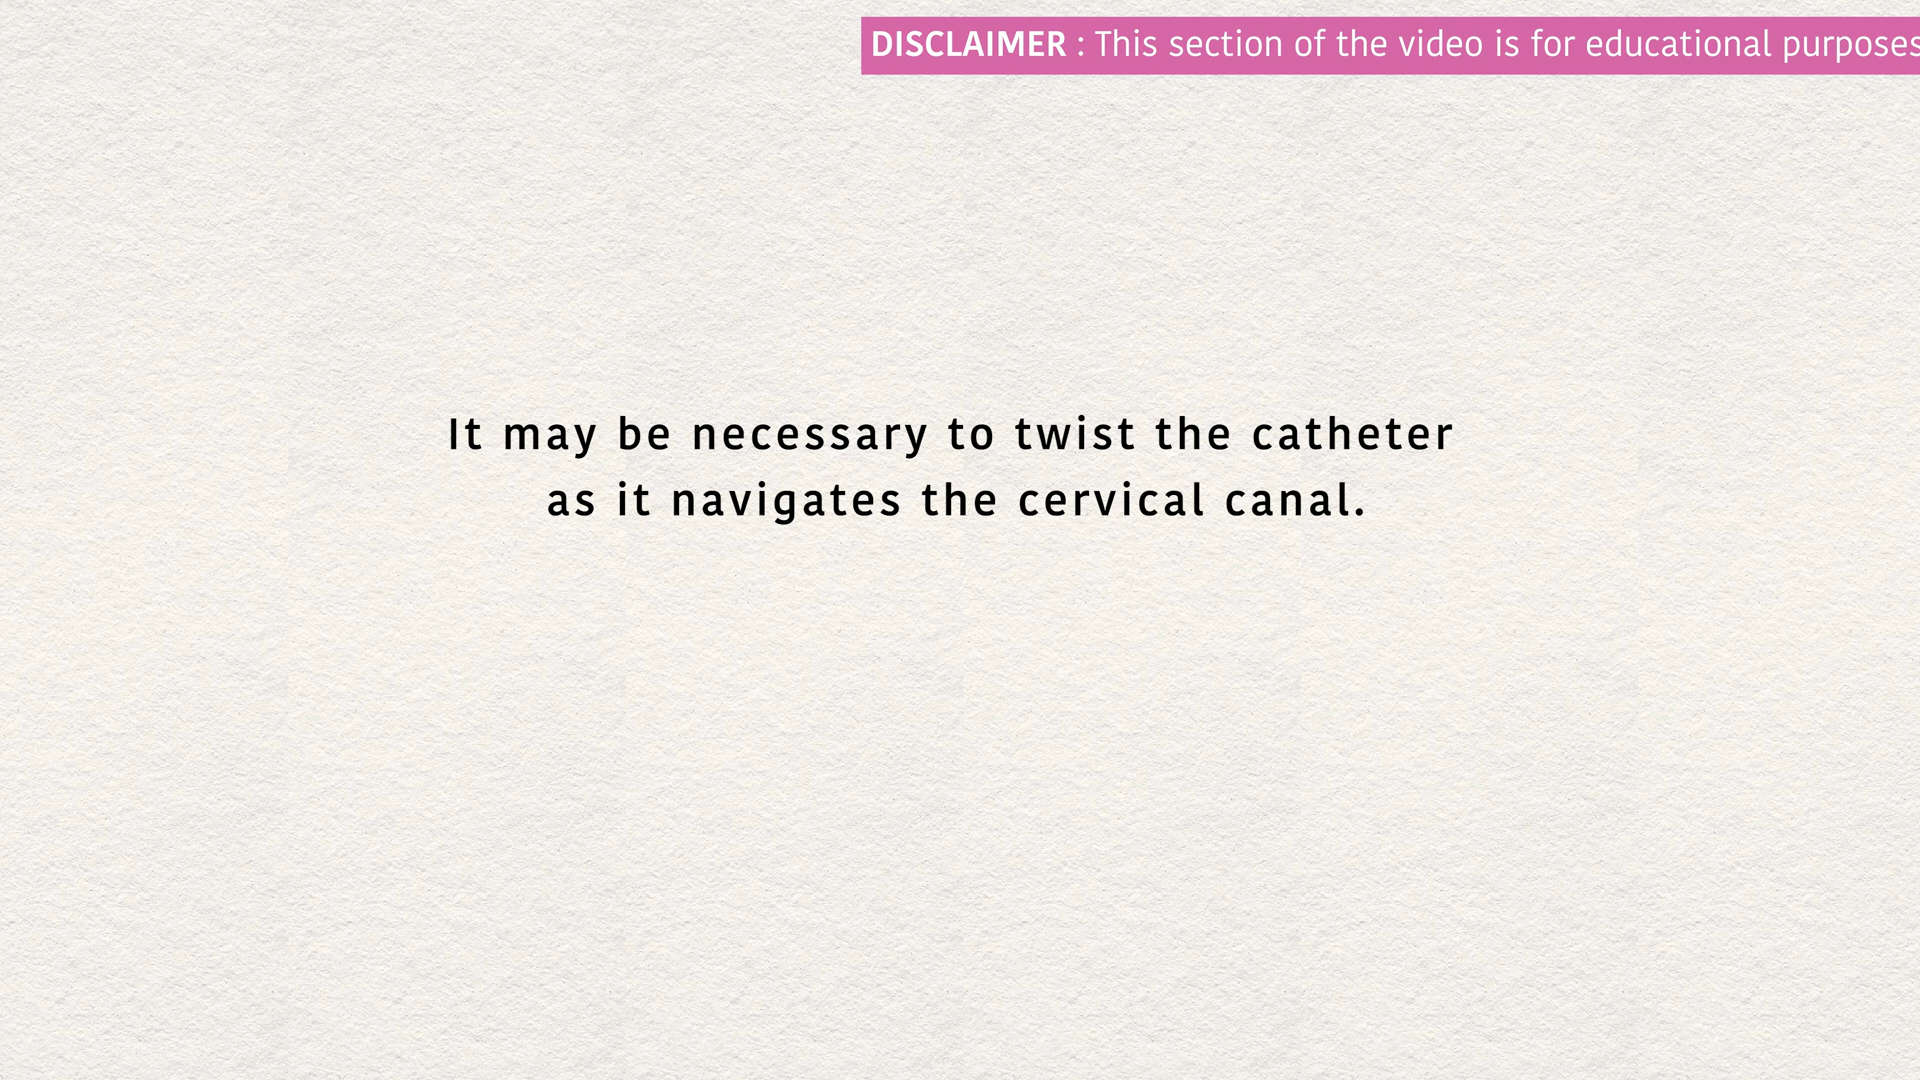 DISCLAIMER : This section of the video is for educational purposes
It may be necessary to twist the catheter
as it navigates the cervical canal.